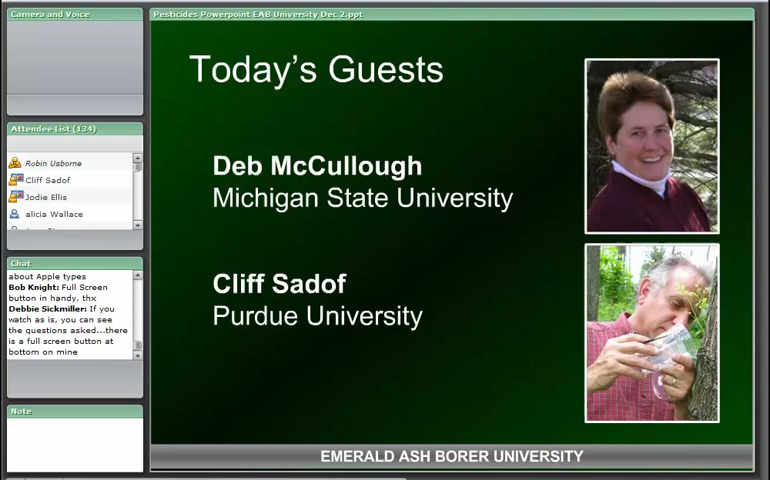 Camera and Voice
Pesticides Powerpoint EAB University Dec 2.ppt
Attendee List (134)
Robin Usborne
Cliff Sadof
Jodie Ellis
alicia Wallace
Chat
about Apple types
Bob Knight: Full Screen
button in handy, thx
Debbie Sickmiller: If you
watch as is, you can see
the questions asked...there
is a full screen button at
bottom on mine
Note
Today's Guests
Deb McCullough
Michigan State University
Cliff Sadof
Purdue University
EMERALD ASH BORER UNIVERSITY